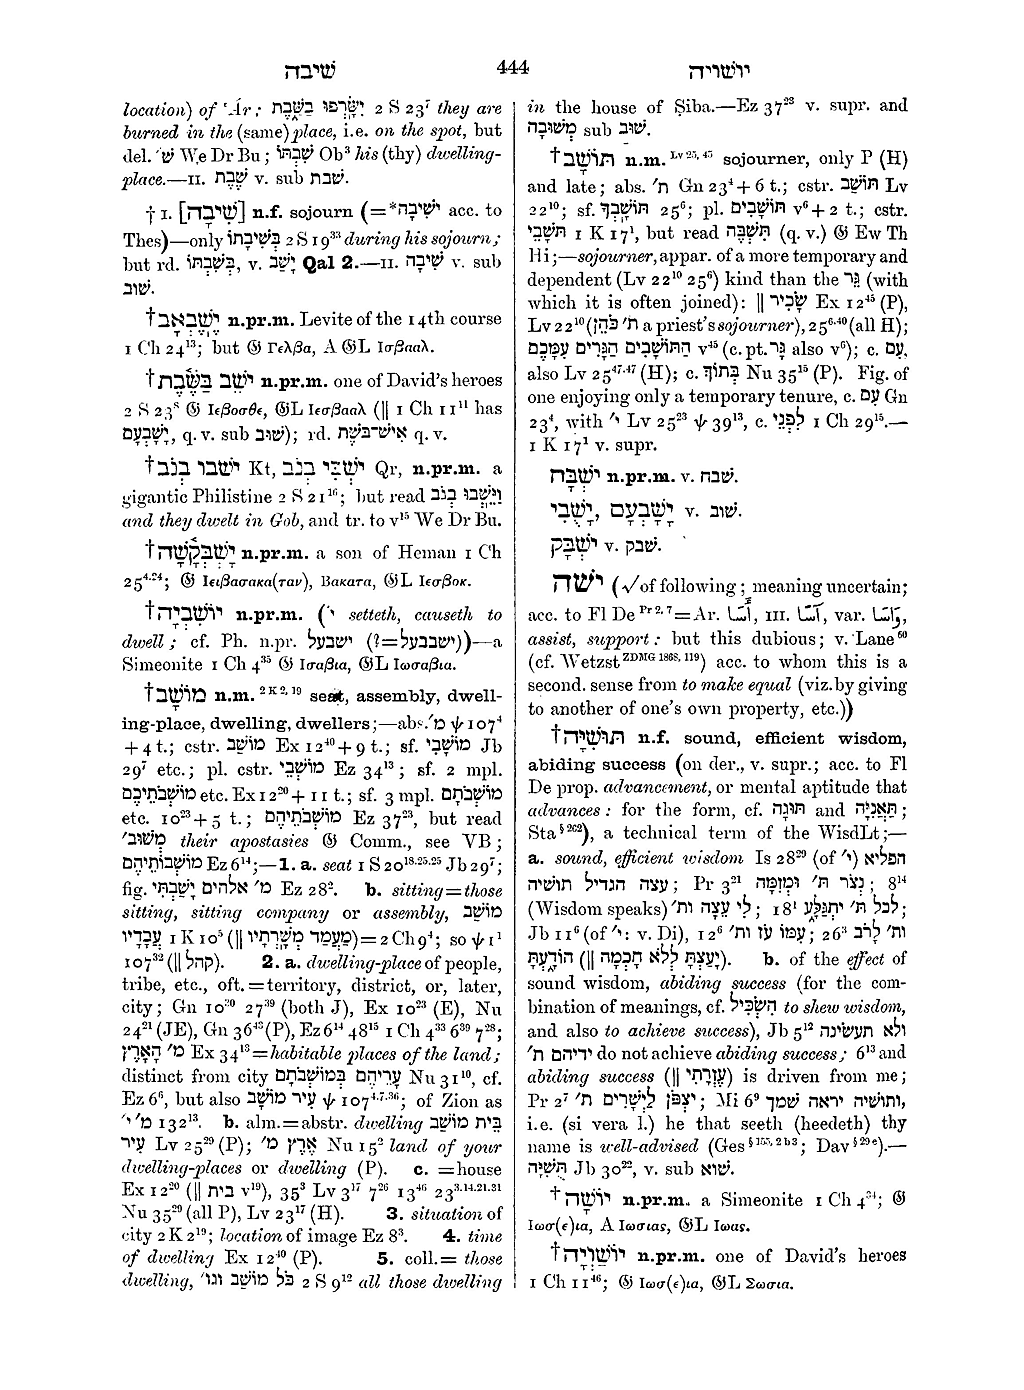 שׁיבה 444 יושׁויה
location) of ʿÁr; יִשָּׂרְפוּ בַשָּׁבֶת 2 S 23⁷ they are
burned in the (same) place, i.e. on the spot, but
del. שׁ׳ We Dr Bu; שִׁבְתּוֹ Ob³ his (thy) dwelling-
place.—II. שֶׁבֶת v. sub שׁבת.
† I. [שִׁיבָה] n.f. sojourn (=*יְשִׁיבָה acc. to
Thes)—only בְּשִׁיבָתוֹ 2 S 19³³ during his sojourn;
but rd. בְּשִׁבְתּוֹ, v. יָשַׁב Qal 2.—II. שִׁיבָה v. sub
שׁוּב.
†יֶשֶׁבְאָב n.pr.m. Levite of the 14th course
1 Ch 24¹³; but 𝔊 Γελβα, A 𝔊L Ισβααλ.
†יֹשֵׁב בַּשֶּׁבֶת n.pr.m. one of David's heroes
2 S 23⁸ 𝔊 Ιεβοσθε, 𝔊L Ιεσβααλ (|| 1 Ch 11¹¹ has
יָשָׁבְעָם, q.v. sub שׁוּב); rd. אִישׁ־בּשֶׁת q.v.
†יִשְׁבּוֹ בְנֹב Kt, יִשְׁבִּי בְּנֹב Qr, n.pr.m. a
gigantic Philistine 2 S 21¹⁶; but read וַיֵּשְׁבוּ בְנֹב
and they dwelt in Gob, and tr. to v¹⁵ We Dr Bu.
†יָשְׁבְּקָשָׁה n.pr.m. a son of Heman 1 Ch
25⁴·²⁴; 𝔊 Ιειβασακα(ταν), Βακατα, 𝔊L Ιεσβοκ.
†יוֹשִׁבְיָה n.pr.m. (י׳ setteth, causeth to
dwell; cf. Ph. n.pr. ישבעל (?=ישבבעל))—a
Simeonite 1 Ch 4³⁵ 𝔊 Ισαβια, 𝔊L Ιωσαβια.
†מוֹשָׁב n.m. ² ᴷ ²,¹⁹ seat, assembly, dwell-
ing-place, dwelling, dwellers;—abs. מ׳ ψ 107⁴
+ 4 t.; cstr. מוֹשַׁב Ex 12⁴⁰ + 9 t.; sf. מוֹשָׁבִי Jb
29⁷ etc.; pl. cstr. מוֹשְׁבֵי Ez 34¹³; sf. 2 mpl.
מוֹשְׁבֹתֵיכֶם etc. Ex 12²⁰ + 11 t.; sf. 3 mpl. מוֹשְׁבֹתָם
etc. 10²³ + 5 t.; מוֹשְׁבֹתֵיהֶם Ez 37²³, but read
מְשׁוּב׳ their apostasies 𝔊 Comm., see VB;
מוֹשְׁבוֹתֵיהֶם Ez 6¹⁴;—1. a. seat 1 S 20¹⁸·²⁵·²⁵ Jb 29⁷;
fig. מ׳ אלהים יָשַׁבְתִּי Ez 28². b. sitting = those
sitting, sitting company or assembly, מוֹשַׁב
עֲבָדָיו 1 K 10⁵ (|| מַעֲמַד מְשָׁרְתָיו) = 2 Ch 9⁴; so ψ 1¹
107³² (|| קהל). 2. a. dwelling-place of people,
tribe, etc., oft. = territory, district, or, later,
city; Gn 10³⁰ 27³⁹ (both J), Ex 10²³ (E), Nu
24²¹ (JE), Gn 36⁴³ (P), Ez 6¹⁴ 48¹⁵ 1 Ch 4³³ 6³⁹ 7²⁸;
מ׳ הָאָרֶץ Ex 34¹³ = habitable places of the land;
distinct from city עָרֵיהֶם בְּמוֹשְׁבֹתָם Nu 31¹⁰, cf.
Ez 6⁶, but also עִיר מוֹשָׁב ψ 107⁴·⁷·³⁶; of Zion as
מ׳ י׳ 132¹³. b. alm. = abstr. dwelling בֵּית מוֹשַׁב
עִיר Lv 25²⁹ (P); אֶרֶץ מ׳ Nu 15² land of your
dwelling-places or dwelling (P). c. = house
Ex 12²⁰ (|| בית v¹⁹), 35³ Lv 3¹⁷ 7²⁶ 13⁴⁶ 23³·¹⁴·²¹·³¹
Nu 35²⁹ (all P), Lv 23¹⁷ (H). 3. situation of
city 2 K 2¹⁹; location of image Ez 8³. 4. time
of dwelling Ex 12⁴⁰ (P). 5. coll. = those
dwelling, כֹּל מוֹשַׁב וגו׳ 2 S 9¹² all those dwelling
in the house of Ṣiba.—Ez 37²³ v. supr. and
מְשׁוּבָה sub שׁוּב.
†תּוֹשָׁב n.m. ᴸᵛ ²⁵,⁴⁵ sojourner, only P (H)
and late; abs. ת׳ Gn 23⁴ + 6 t.; cstr. תּוֹשַׁב Lv
22¹⁰; sf. תּוֹשָׁבְךָ 25⁶; pl. תּוֹשָׁבִים v⁶ + 2 t.; cstr.
תֹּשָׁבֵי 1 K 17¹, but read תִּשְׁבֶּה (q. v.) 𝔊 Ew Th
Hi;—sojourner, appar. of a more temporary and
dependent (Lv 22¹⁰ 25⁶) kind than the גֵּר (with
which it is often joined): || שָׂכִיר Ex 12⁴⁵ (P),
Lv 22¹⁰ (ת׳ כֹּהֵן a priest's sojourner), 25⁶·⁴⁰ (all H);
הַתּוֹשָׁבִים הַגָּרִים עִמָּכֶם v⁴⁵ (c. pt. גָּר also v⁶); c. עִם,
also Lv 25⁴⁷·⁴⁷ (H); c. בְּתוֹךְ Nu 35¹⁵ (P). Fig. of
one enjoying only a temporary tenure, c. עִם Gn
23⁴, with י׳ Lv 25²³ ψ 39¹³, c. לִפְנֵי 1 Ch 29¹⁵.—
1 K 17¹ v. supr.
יִשְׁבָּח n.pr.m. v. שׁבח.
יָשֻׁבִי, יָשָׁבְעָם v. שׁוב.
יִשְׁבָּק v. שׁבק.
ישׁה (√ of following; meaning uncertain;
acc. to Fl De ᴾʳ ²,⁷ = Ar. أَسَا, III. آسَى, var. وَاسَى,
assist, support: but this dubious; v. Lane⁶⁰
(cf. Wetzst ᶻᴰᴹᴳ ¹⁸⁶⁸,¹¹⁹) acc. to whom this is a
second. sense from to make equal (viz. by giving
to another of one's own property, etc.))
†תּוּשִׁיָּה n.f. sound, efficient wisdom,
abiding success (on der., v. supr.; acc. to Fl
De prop. advancement, or mental aptitude that
advances: for the form, cf. תּוּגָה and תַּאֲנִיָּה;
Sta §²⁶²), a technical term of the WisdLt;—
a. sound, efficient wisdom Is 28²⁹ (of י׳) הפליא
עצה הגדיל תושיה; Pr 3²¹ נְצֹר ת׳ וּמְזִמָּה; 8¹⁴
(Wisdom speaks) לִי עֵצָה ות׳; 18¹ לְכל ת׳ יִתְגַּלָּע;
Jb 11⁶ (of י׳: v. Di), 12⁶ עִמּוֹ עֹז ות׳; 26³ ות׳ לָרֹב
הוֹדַעְתָּ (|| יָעַצְתָּ לְלֹא חָכְמָה). b. of the effect of
sound wisdom, abiding success (for the com-
bination of meanings, cf. הִשְׂכִּיל to shew wisdom,
and also to achieve success), Jb 5¹² ולא תעשׂינה
ידיהם ת׳ do not achieve abiding success; 6¹³ and
abiding success (|| עֶזְרָתִי) is driven from me;
Pr 2⁷ יִצְפֹּן לַיְשָׁרִים ת׳; Mi 6⁹ ותושׁיה יראה שׁמך,
i.e. (si vera l.) he that seeth (heedeth) thy
name is well-advised (Ges §¹⁵⁵,²ᵇ³; Dav §²⁹ᵉ).—
תֻּשִׁיָּה Jb 30²², v. sub שׁוא.
†יוֹשָׁה n.pr.m. a Simeonite 1 Ch 4³⁴; 𝔊
Ιωσ(ε)ια, A Ιωσιας, 𝔊L Ιωας.
†יוֹשַׁוְיָה n.pr.m. one of David's heroes
1 Ch 11⁴⁶; 𝔊 Ιωσ(ε)ια, 𝔊L Σωσια.